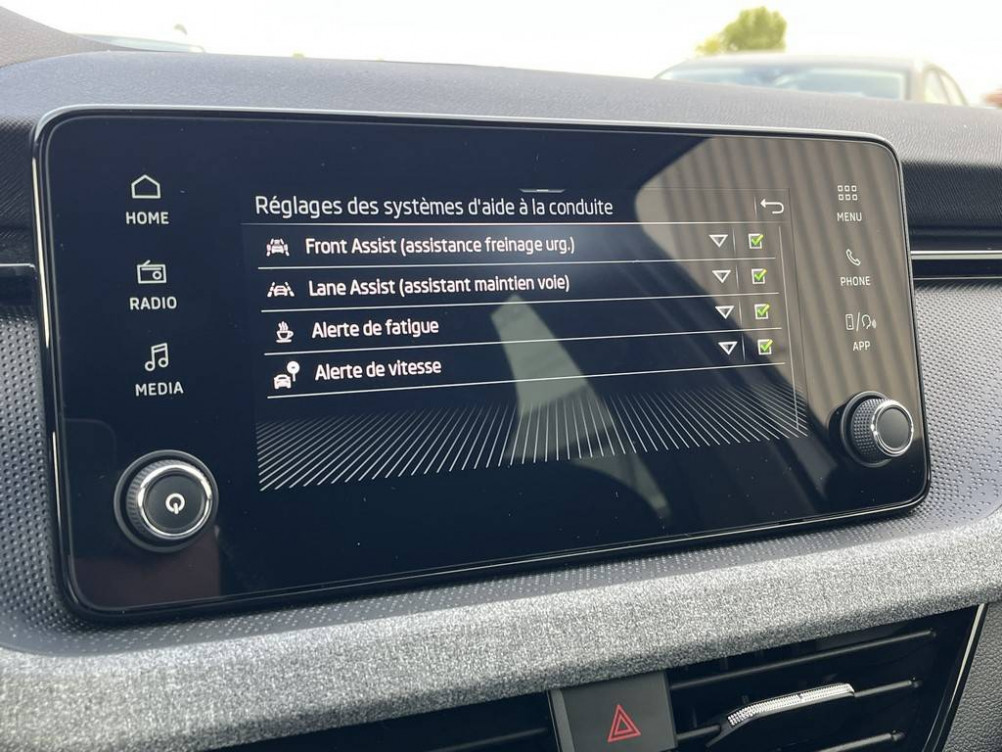 HOME
RADIO
MEDIA
Réglages des systèmes d'aide à la conduite
Front Assist (assistance freinage urg.)
Lane Assist (assistant maintien voie)
Alerte de fatigue
Alerte de vitesse
MENU
PHONE
APP